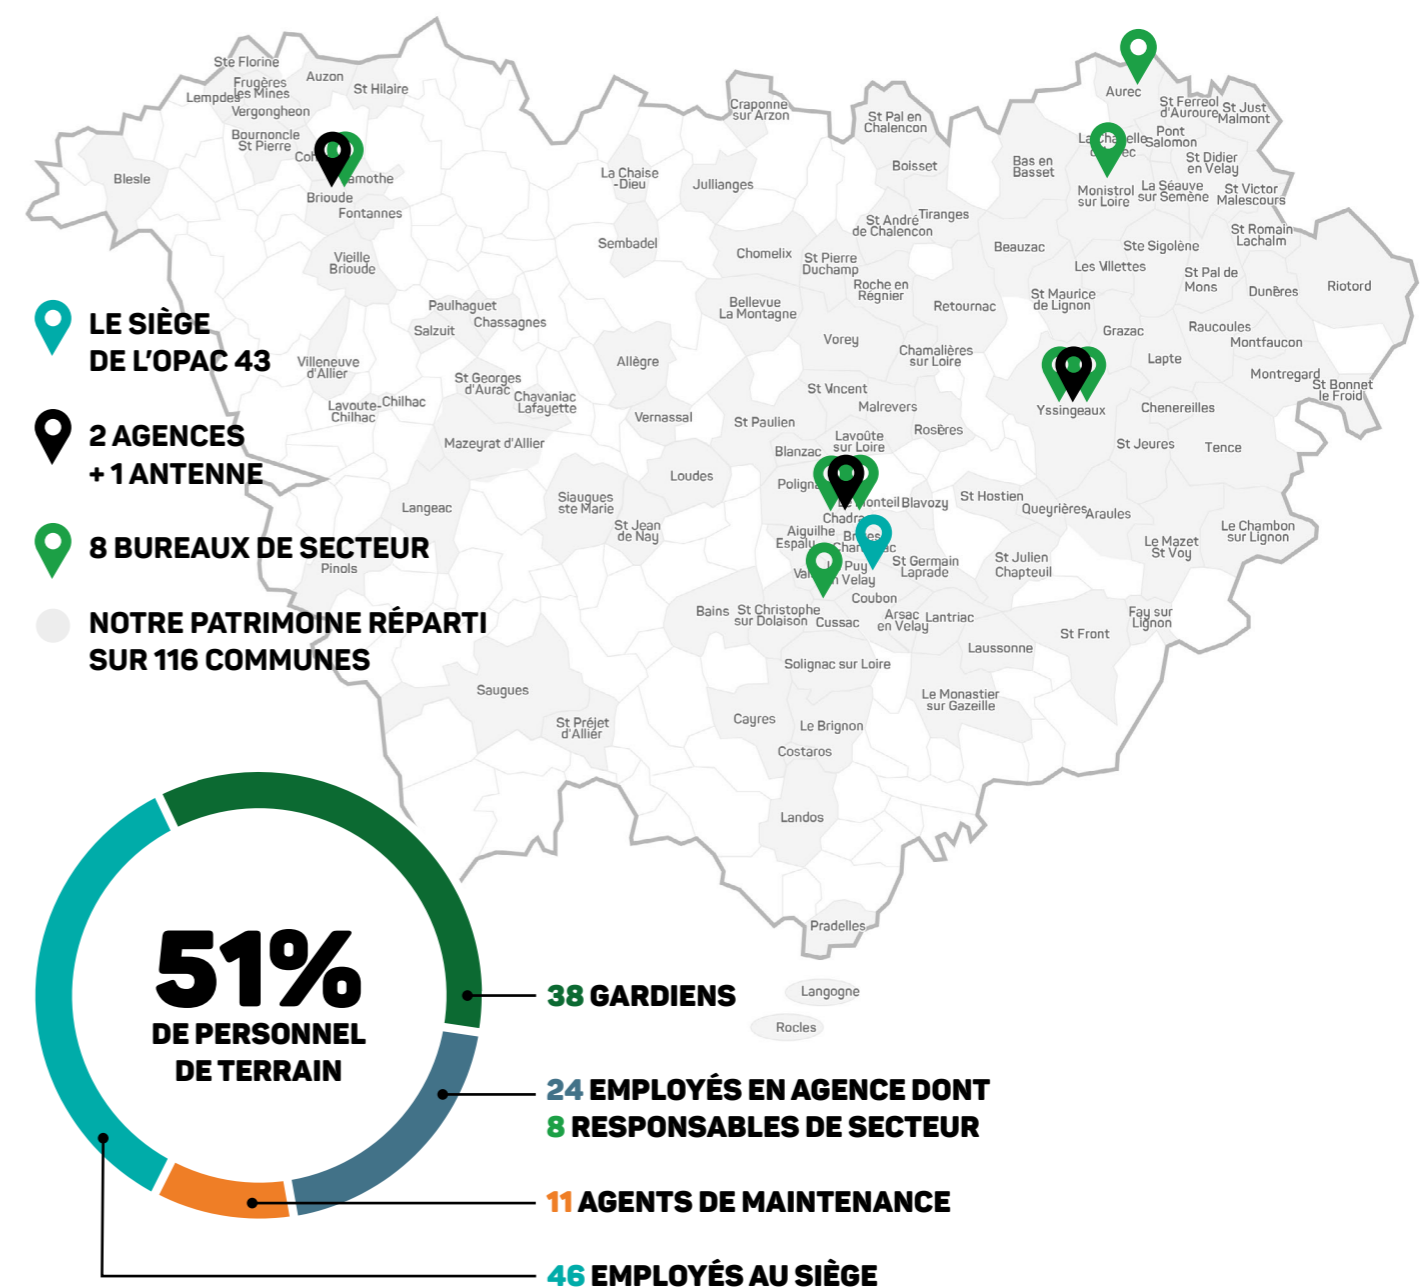 Ste Florine
Frugères
les Mines
Lempdes
Vergongheon
Auzon
St Hilaire
Bournoncle
St Pierre
Blesle
Brioude
Fontannes
Vieille
Brioude
Craponne
sur Arzon
La Chaise
-Dieu
Jullianges
Sembadel
St Pal en
Chalencon
Boisset
St André
de Chalencon
Tiranges
Chomelix
St Pierre
Duchamp
Roche en
Régnier
Bellevue
La Montagne
Retournac
Vorey
Chamalières
sur Loire
Aurec
St Ferreol
d'Auroure
St Just
Malmont
Pont
Salomon
Bas en
Basset
St Didier
en Velay
Monistrol
sur Loire
La Séauve
sur Semène
St Victor
Malescours
St Romain
Lachalm
Beauzac
Ste Sigolène
Les Villettes
St Pal de
Mons
Dunères
Riotord
St Maurice
de Lignon
Grazac
Raucoules
Montfaucon
Lapte
Montregard
St Bonnet
le Froid
Yssingeaux
Chenereilles
St Jeures
Tence
LE SIÈGE
DE L'OPAC 43
2 AGENCES
+ 1 ANTENNE
8 BUREAUX DE SECTEUR
NOTRE PATRIMOINE RÉPARTI
SUR 116 COMMUNES
Paulhaguet
Salzuit
Chassagnes
Villeneuve
d'Allier
St Georges
d'Aurac
Chavaniac
Lafayette
Lavoute-
Chilhac
Chilhac
Mazeyrat d'Allier
Allègre
Vernassal
St Paulien
St Vincent
Malrevers
Rosères
Lavoûte
sur Loire
Blanzac
Loudes
Langeac
Siaugues
ste Marie
St Jean
de Nay
Pinols
Blavozy
St Hostien
Queyrières
Araules
Le Mazet
St Voy
Le Chambon
sur Lignon
Aiguilhe
Espaly
Puy
Velay
St Germain
Laprade
St Julien
Chapteuil
Coubon
Bains
St Christophe
sur Dolaison
Cussac
Arsac
en Velay
Lantriac
Fay sur
Lignon
St Front
Laussonne
Solignac sur Loire
Le Monastier
sur Gazeille
Saugues
St Préjet
d'Allier
Cayres
Le Brignon
Costaros
Landos
Pradelles
Langogne
Rocles
51%
DE PERSONNEL
DE TERRAIN
38 GARDIENS
24 EMPLOYÉS EN AGENCE DONT
8 RESPONSABLES DE SECTEUR
11 AGENTS DE MAINTENANCE
46 EMPLOYÉS AU SIÈGE